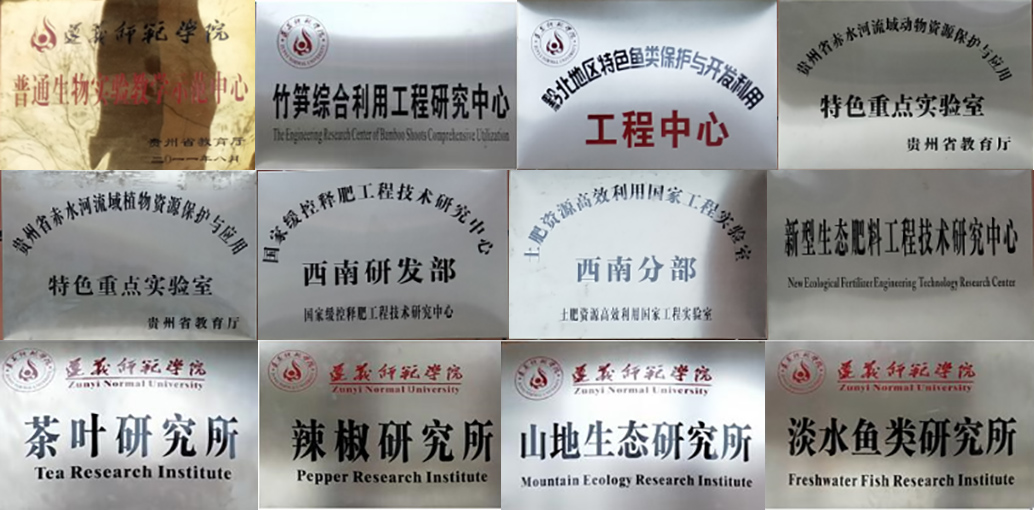 遵义师范学院
普通生物实验教学示范中心
贵州省教育厅
二〇一一年八月
竹笋综合利用工程研究中心
The Engineering Research Center of Bamboo Shoots Comprehensive Utilization
黔北地区特色鱼类保护与开发利用
工程中心
贵州省赤水河流域动物资源保护与应用
特色重点实验室
贵州省教育厅
贵州省赤水河流域植物资源保护与应用
特色重点实验室
贵州省教育厅
国家缓控释肥工程技术研究中心
西南研发部
国家缓控释肥工程技术研究中心
土肥资源高效利用国家工程实验室
西南分部
土肥资源高效利用国家工程实验室
新型生态肥料工程技术研究中心
New Ecological Fertilizer Engineering Technology Research Center
遵义师范学院
Zunyi Normal University
茶叶研究所
Tea Research Institute
遵义师范学院
Zunyi Normal University
辣椒研究所
Pepper Research Institute
遵义师范学院
Zunyi Normal University
山地生态研究所
Mountain Ecology Research Institute
遵义师范学院
Zunyi Normal University
淡水鱼类研究所
Freshwater Fish Research Institute